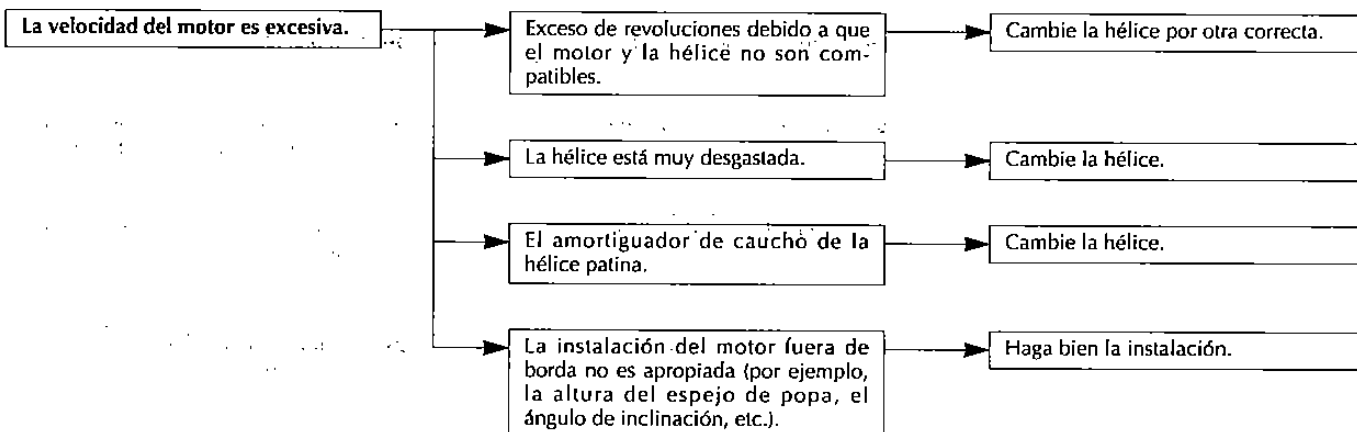 La velocidad del motor es excesiva.
Exceso de revoluciones debido a que
el motor y la hélice no son com-
patibles.
Cambie la hélice por otra correcta.
La hélice está muy desgastada.
Cambie la hélice.
El amortiguador de caucho de la
hélice patina.
Cambie la hélice.
La instalación del motor fuera de
borda no es apropiada (por ejemplo,
la altura del espejo de popa, el
ángulo de inclinación, etc.).
Haga bien la instalación.